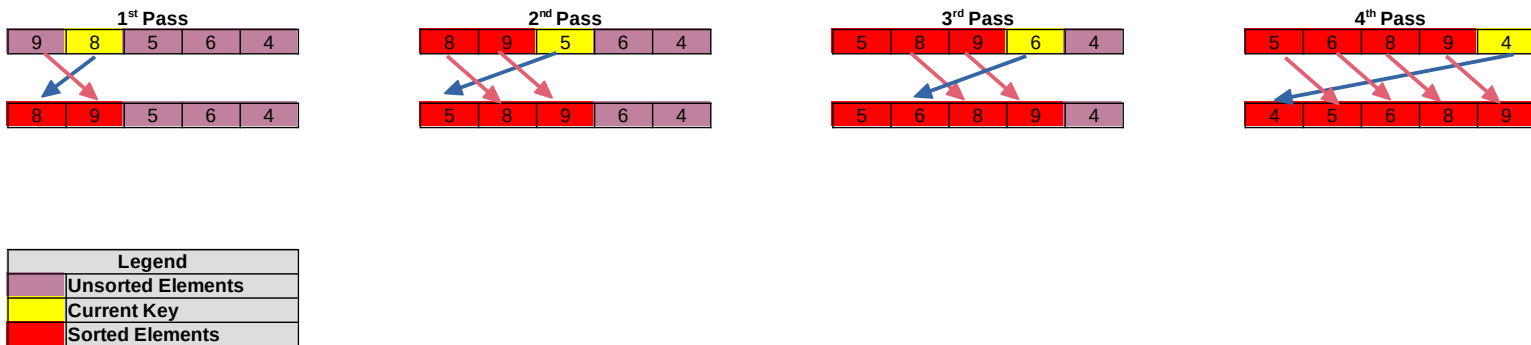 1st Pass
9 8 5 6 4
8 9 5 6 4
2nd Pass
8 9 5 6 4
5 8 9 6 4
3rd Pass
5 8 9 6 4
5 6 8 9 4
4th Pass
5 6 8 9 4
4 5 6 8 9
Legend
Unsorted Elements
Current Key
Sorted Elements